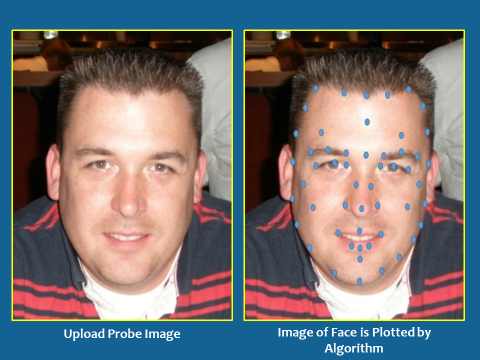 Upload Probe Image
Image of Face is Plotted by
Algorithm